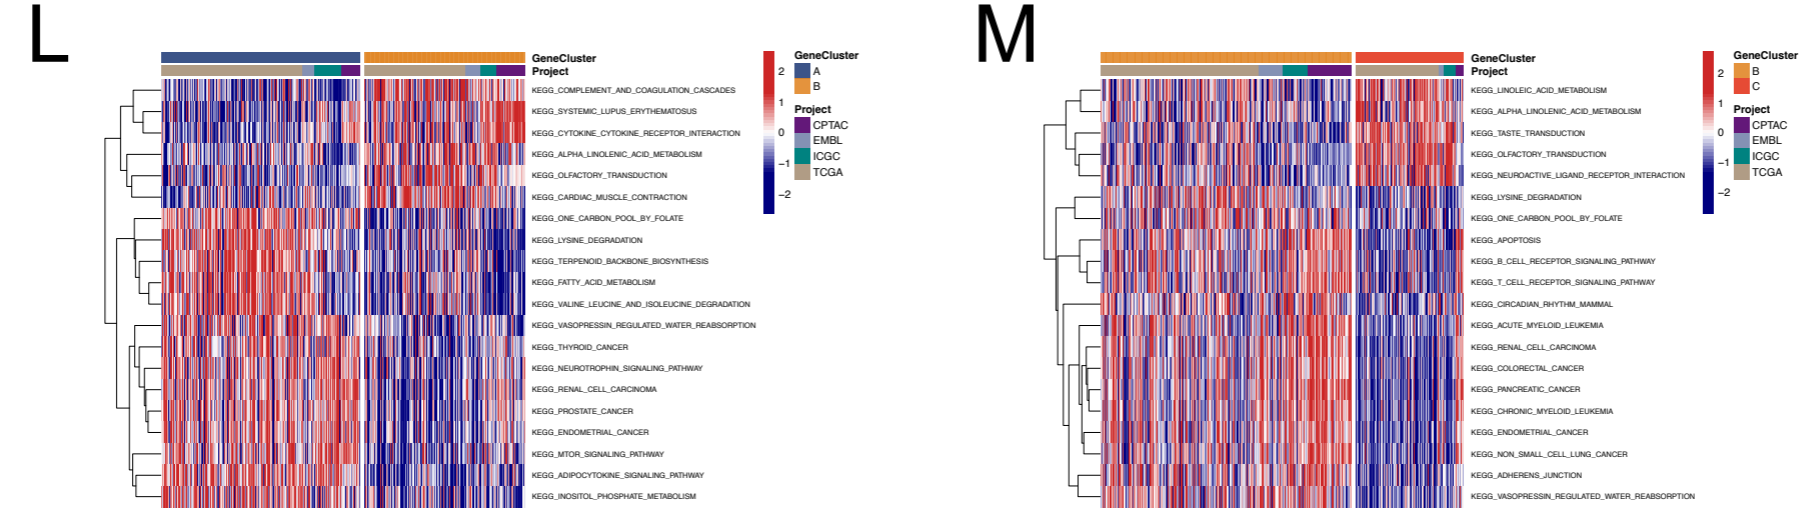 L
GeneCluster
Project
KEGG_COMPLEMENT_AND_COAGULATION_CASCADES
KEGG_SYSTEMIC_LUPUS_ERYTHEMATOSUS
KEGG_CYTOKINE_CYTOKINE_RECEPTOR_INTERACTION
KEGG_ALPHA_LINOLENIC_ACID_METABOLISM
KEGG_OLFACTORY_TRANSDUCTION
KEGG_CARDIAC_MUSCLE_CONTRACTION
KEGG_ONE_CARBON_POOL_BY_FOLATE
KEGG_LYSINE_DEGRADATION
KEGG_TERPENOID_BACKBONE_BIOSYNTHESIS
KEGG_FATTY_ACID_METABOLISM
KEGG_VALINE_LEUCINE_AND_ISOLEUCINE_DEGRADATION
KEGG_VASOPRESSIN_REGULATED_WATER_REABSORPTION
KEGG_THYROID_CANCER
KEGG_NEUROTROPHIN_SIGNALING_PATHWAY
KEGG_RENAL_CELL_CARCINOMA
KEGG_PROSTATE_CANCER
KEGG_ENDOMETRIAL_CANCER
KEGG_MTOR_SIGNALING_PATHWAY
KEGG_ADIPOCYTOKINE_SIGNALING_PATHWAY
KEGG_INOSITOL_PHOSPHATE_METABOLISM
2
1
0
−1
−2
GeneCluster
A
B
Project
CPTAC
EMBL
ICGC
TCGA
M
GeneCluster
Project
KEGG_LINOLEIC_ACID_METABOLISM
KEGG_ALPHA_LINOLENIC_ACID_METABOLISM
KEGG_TASTE_TRANSDUCTION
KEGG_OLFACTORY_TRANSDUCTION
KEGG_NEUROACTIVE_LIGAND_RECEPTOR_INTERACTION
KEGG_LYSINE_DEGRADATION
KEGG_ONE_CARBON_POOL_BY_FOLATE
KEGG_APOPTOSIS
KEGG_B_CELL_RECEPTOR_SIGNALING_PATHWAY
KEGG_T_CELL_RECEPTOR_SIGNALING_PATHWAY
KEGG_CIRCADIAN_RHYTHM_MAMMAL
KEGG_ACUTE_MYELOID_LEUKEMIA
KEGG_RENAL_CELL_CARCINOMA
KEGG_COLORECTAL_CANCER
KEGG_PANCREATIC_CANCER
KEGG_CHRONIC_MYELOID_LEUKEMIA
KEGG_ENDOMETRIAL_CANCER
KEGG_NON_SMALL_CELL_LUNG_CANCER
KEGG_ADHERENS_JUNCTION
KEGG_VASOPRESSIN_REGULATED_WATER_REABSORPTION
2
1
0
−1
−2
GeneCluster
B
C
Project
CPTAC
EMBL
ICGC
TCGA